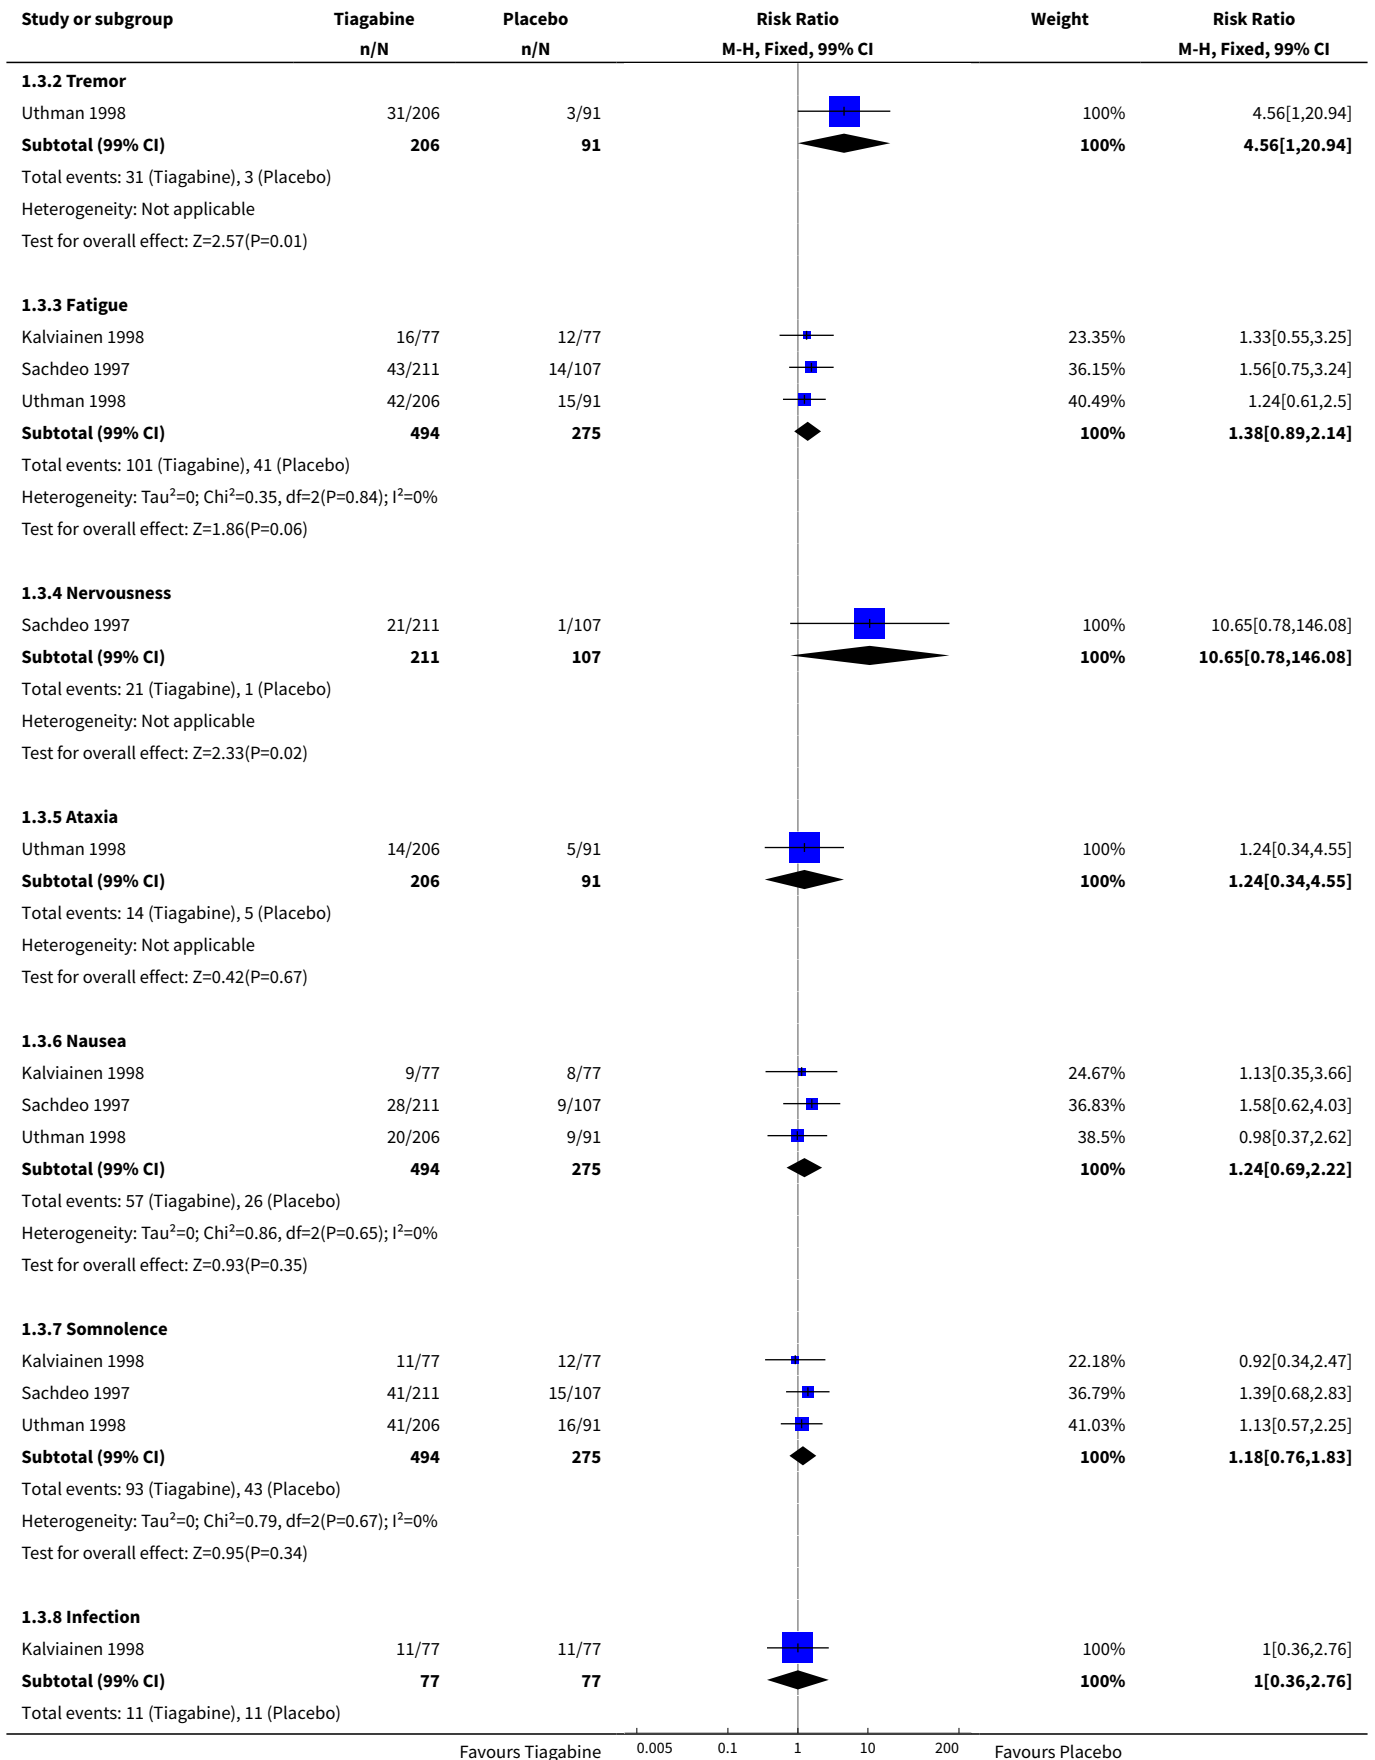 Study or subgroup Tiagabine Placebo Risk Ratio Weight Risk Ratio
n/N n/N M-H, Fixed, 99% CI M-H, Fixed, 99% CI
1.3.2 Tremor
Uthman 1998 31/206 3/91 100% 4.56[1,20.94]
Subtotal (99% CI) 206 91 100% 4.56[1,20.94]
Total events: 31 (Tiagabine), 3 (Placebo)
Heterogeneity: Not applicable
Test for overall effect: Z=2.57(P=0.01)
1.3.3 Fatigue
Kalviainen 1998 16/77 12/77 23.35% 1.33[0.55,3.25]
Sachdeo 1997 43/211 14/107 36.15% 1.56[0.75,3.24]
Uthman 1998 42/206 15/91 40.49% 1.24[0.61,2.5]
Subtotal (99% CI) 494 275 100% 1.38[0.89,2.14]
Total events: 101 (Tiagabine), 41 (Placebo)
Heterogeneity: Tau²=0; Chi²=0.35, df=2(P=0.84); I²=0%
Test for overall effect: Z=1.86(P=0.06)
1.3.4 Nervousness
Sachdeo 1997 21/211 1/107 100% 10.65[0.78,146.08]
Subtotal (99% CI) 211 107 100% 10.65[0.78,146.08]
Total events: 21 (Tiagabine), 1 (Placebo)
Heterogeneity: Not applicable
Test for overall effect: Z=2.33(P=0.02)
1.3.5 Ataxia
Uthman 1998 14/206 5/91 100% 1.24[0.34,4.55]
Subtotal (99% CI) 206 91 100% 1.24[0.34,4.55]
Total events: 14 (Tiagabine), 5 (Placebo)
Heterogeneity: Not applicable
Test for overall effect: Z=0.42(P=0.67)
1.3.6 Nausea
Kalviainen 1998 9/77 8/77 24.67% 1.13[0.35,3.66]
Sachdeo 1997 28/211 9/107 36.83% 1.58[0.62,4.03]
Uthman 1998 20/206 9/91 38.5% 0.98[0.37,2.62]
Subtotal (99% CI) 494 275 100% 1.24[0.69,2.22]
Total events: 57 (Tiagabine), 26 (Placebo)
Heterogeneity: Tau²=0; Chi²=0.86, df=2(P=0.65); I²=0%
Test for overall effect: Z=0.93(P=0.35)
1.3.7 Somnolence
Kalviainen 1998 11/77 12/77 22.18% 0.92[0.34,2.47]
Sachdeo 1997 41/211 15/107 36.79% 1.39[0.68,2.83]
Uthman 1998 41/206 16/91 41.03% 1.13[0.57,2.25]
Subtotal (99% CI) 494 275 100% 1.18[0.76,1.83]
Total events: 93 (Tiagabine), 43 (Placebo)
Heterogeneity: Tau²=0; Chi²=0.79, df=2(P=0.67); I²=0%
Test for overall effect: Z=0.95(P=0.34)
1.3.8 Infection
Kalviainen 1998 11/77 11/77 100% 1[0.36,2.76]
Subtotal (99% CI) 77 77 100% 1[0.36,2.76]
Total events: 11 (Tiagabine), 11 (Placebo)
Favours Tiagabine 0.005 0.1 1 10 200 Favours Placebo